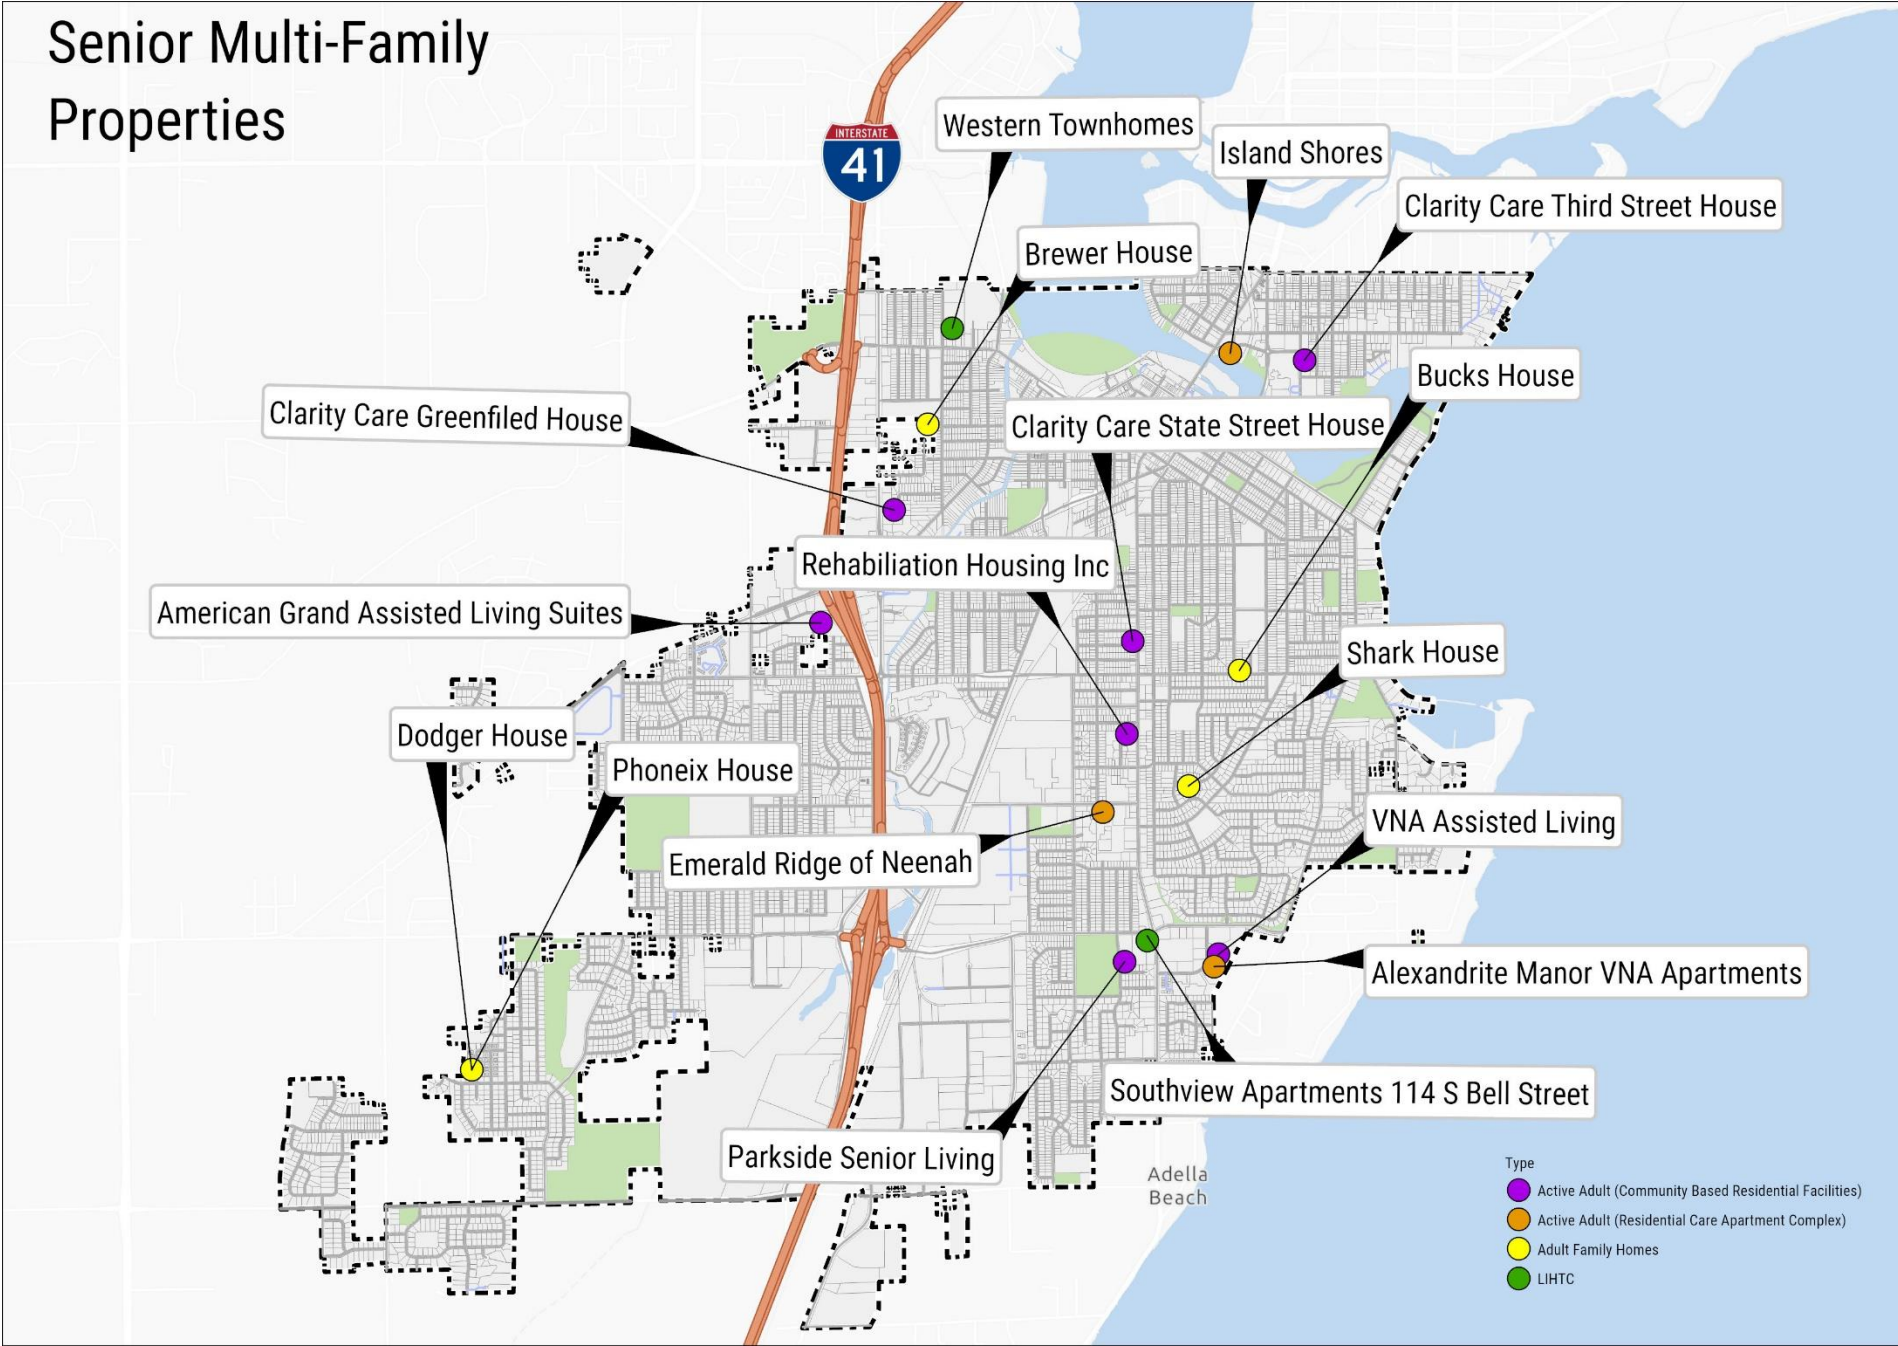 Senior Multi-Family
Properties
INTERSTATE
41
Western Townhomes
Island Shores
Clarity Care Third Street House
Brewer House
Bucks House
Clarity Care Greenfiled House
Clarity Care State Street House
Rehabiliation Housing Inc
American Grand Assisted Living Suites
Shark House
Dodger House
Phoneix House
VNA Assisted Living
Emerald Ridge of Neenah
Alexandrite Manor VNA Apartments
Southview Apartments 114 S Bell Street
Parkside Senior Living
Adella
Beach
Type
Active Adult (Community Based Residential Facilities)
Active Adult (Residential Care Apartment Complex)
Adult Family Homes
LIHTC